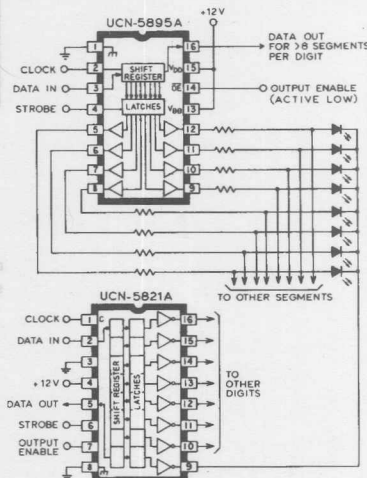 UCN-5895A
+12V
1
16
DATA OUT
FOR >8 SEGMENTS
PER DIGIT
CLOCK
2
SHIFT
REGISTER
VDD
15
DATA IN
3
OE
14
OUTPUT ENABLE
(ACTIVE LOW)
STROBE
4
LATCHES
VBB
13
5
12
6
11
7
10
8
9
TO OTHER SEGMENTS
UCN-5821A
CLOCK
1
C
16
DATA IN
2
15
3
14
+12V
4
SHIFT REGISTER
LATCHES
13
TO
OTHER
DIGITS
DATA OUT
5
12
STROBE
6
11
OUTPUT
ENABLE
7
10
8
9